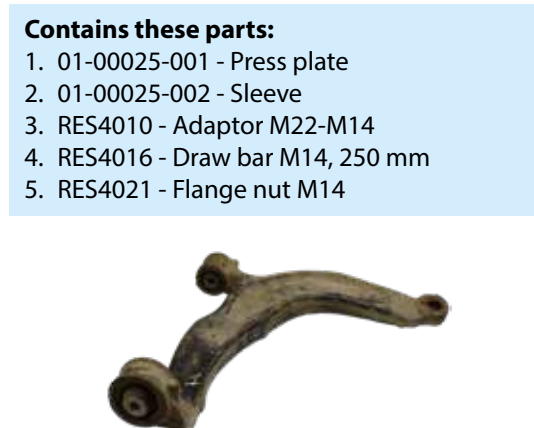 Contains these parts:
1. 01-00025-001 - Press plate
2. 01-00025-002 - Sleeve
3. RES4010 - Adaptor M22-M14
4. RES4016 - Draw bar M14, 250 mm
5. RES4021 - Flange nut M14